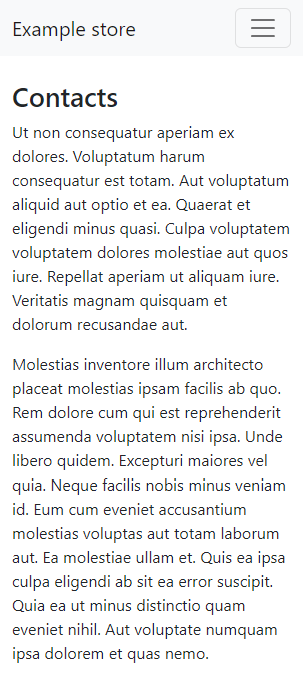 Example store
Contacts
Ut non consequatur aperiam ex
dolores. Voluptatum harum
consequatur est totam. Aut voluptatum
aliquid aut optio et ea. Quaerat et
eligendi minus quasi. Culpa voluptatem
voluptatem dolores molestiae aut quos
iure. Repellat aperiam ut aliquam iure.
Veritatis magnam quisquam et
dolorum recusandae aut.
Molestias inventore illum architecto
placeat molestias ipsam facilis ab quo.
Rem dolore cum qui est reprehenderit
assumenda voluptatem nisi ipsa. Unde
libero quidem. Excepturi maiores vel
quia. Neque facilis nobis minus veniam
id. Eum cum eveniet accusantium
molestias voluptas aut totam laborum
aut. Ea molestiae ullam et. Quis ea ipsa
culpa eligendi ab sit ea error suscipit.
Quia ea ut minus distinctio quam
eveniet nihil. Aut voluptate numquam
ipsa dolorem et quas nemo.